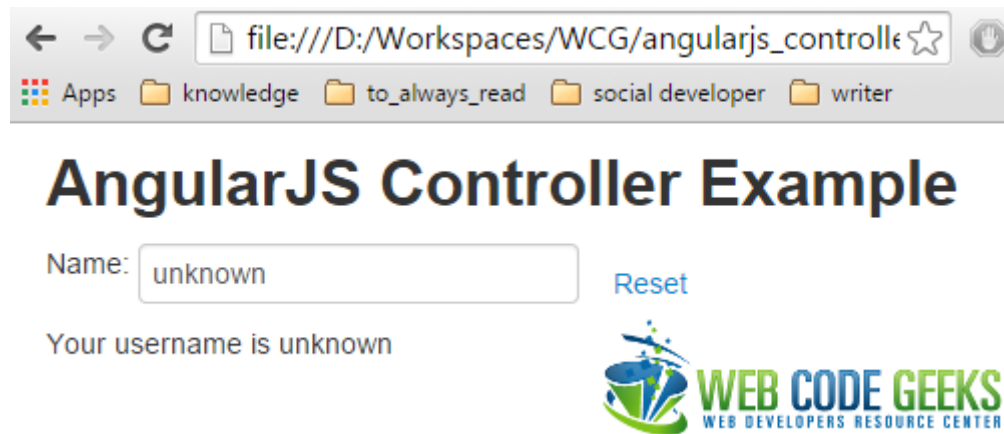 file:///D:/Workspaces/WCG/angularjs_controlle
Apps knowledge to_always_read social developer writer
AngularJS Controller Example
Name: unknown Reset
Your username is unknown
WEB CODE GEEKS
WEB DEVELOPERS RESOURCE CENTER